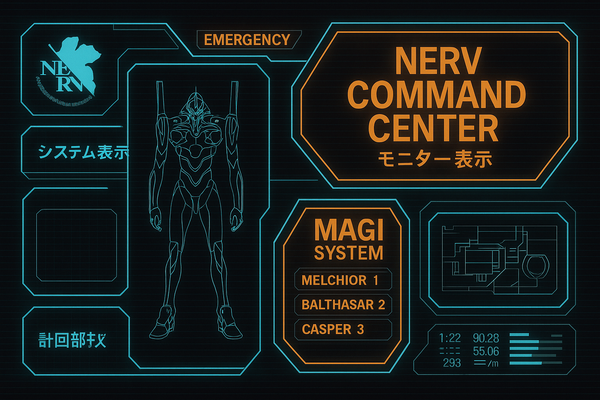 NERV
EMERGENCY
NERV
COMMAND
CENTER
モニター表示
システム表示
MAGI
SYSTEM
MELCHIOR 1
BALTHASAR 2
CASPER 3
計回部
1:22 90.28
55.06
293 /m